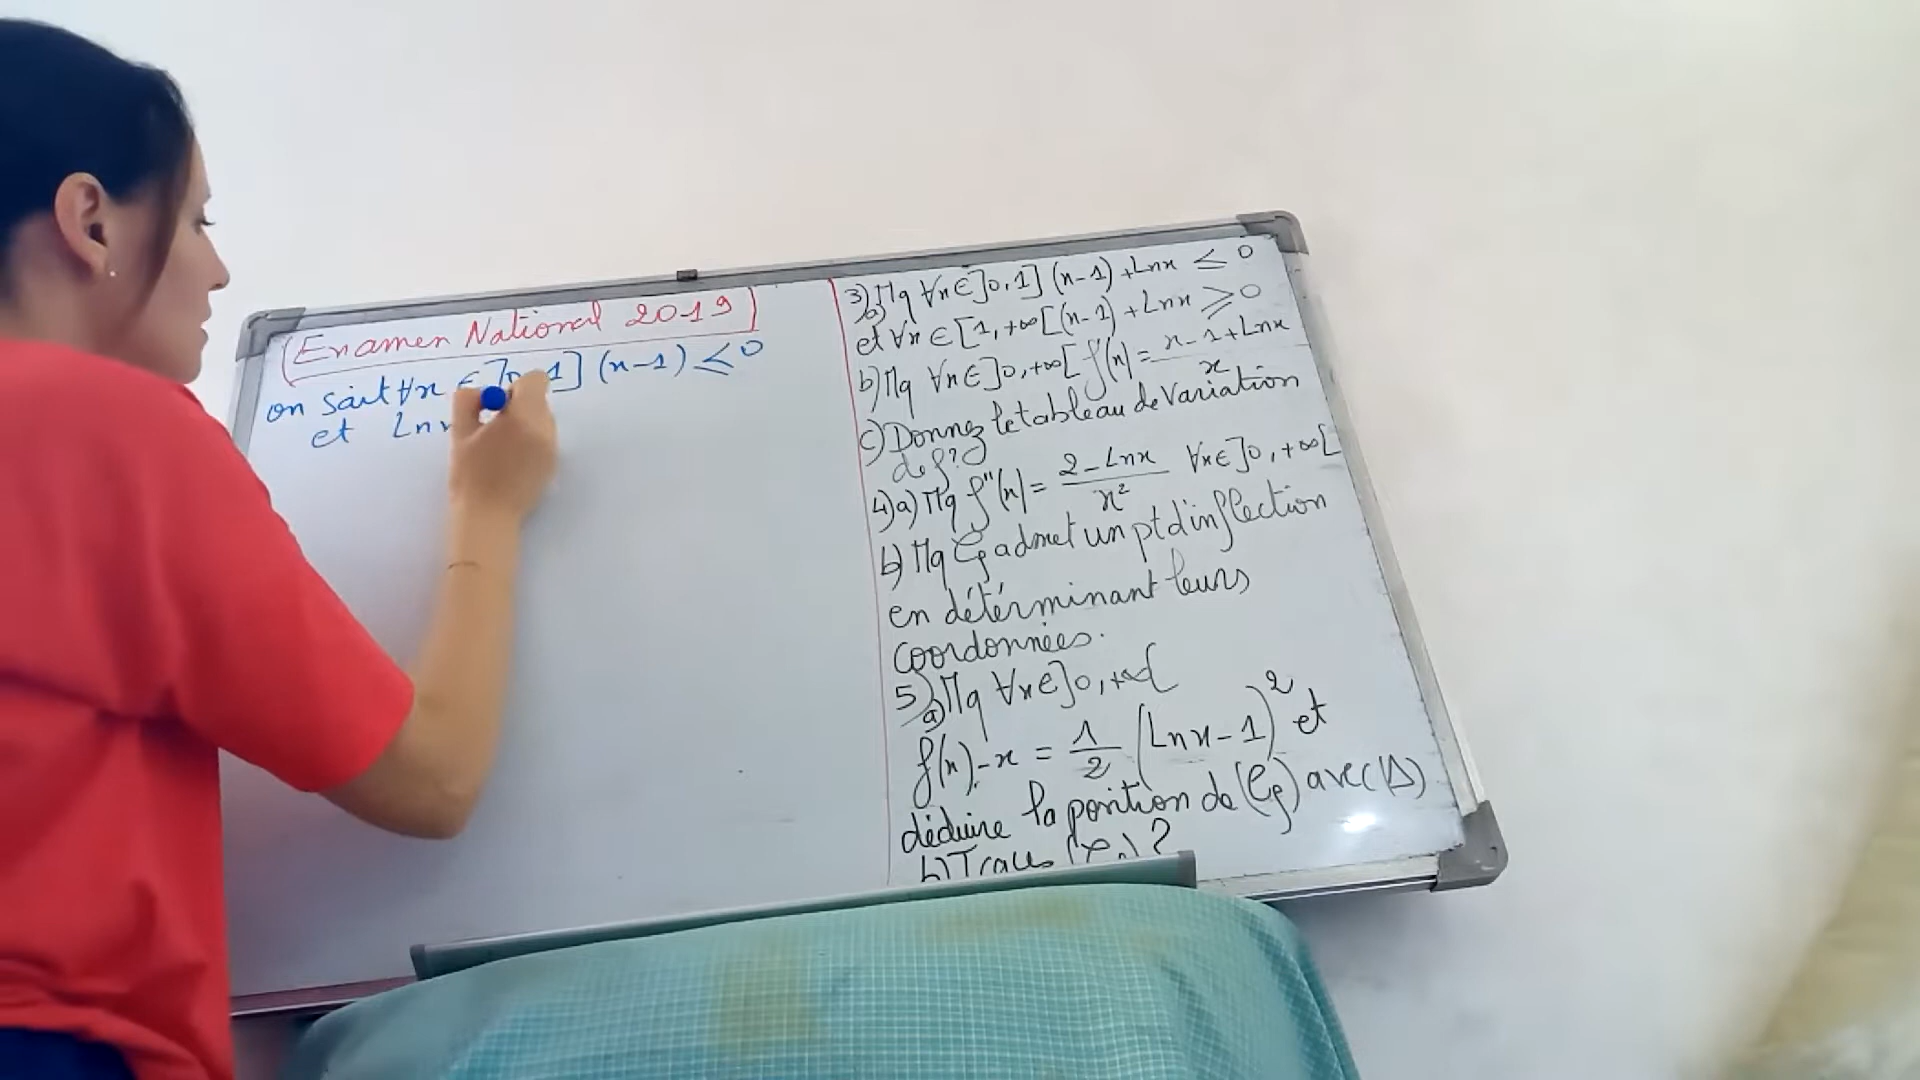 (Examen National 2019)
on sait ∀x ∈ ]0,1] (x-1) ≤ 0
et Lnx
3)a) Mq ∀x∈]0,1] (x-1)+Lnx ≤ 0
et ∀x∈[1,+∞[ (x-1)+Lnx ≥ 0
b) Mq ∀x∈]0,+∞[ f'(x) = (x-1+Lnx)/x
c) Donnez le tableau de variation
de f?
4)a) Mq f"(x) = (2-Lnx)/x² ∀x∈]0,+∞[
b) Mq Cf admet un pt d'inflection
en détérminant leurs
coordonnées.
5)a) Mq ∀x∈]0,+∞[
f(x)-x = 1/2 (Lnx-1)² et
déduire la position de (Cf) avec (Δ)
b) Traces (Cf)?